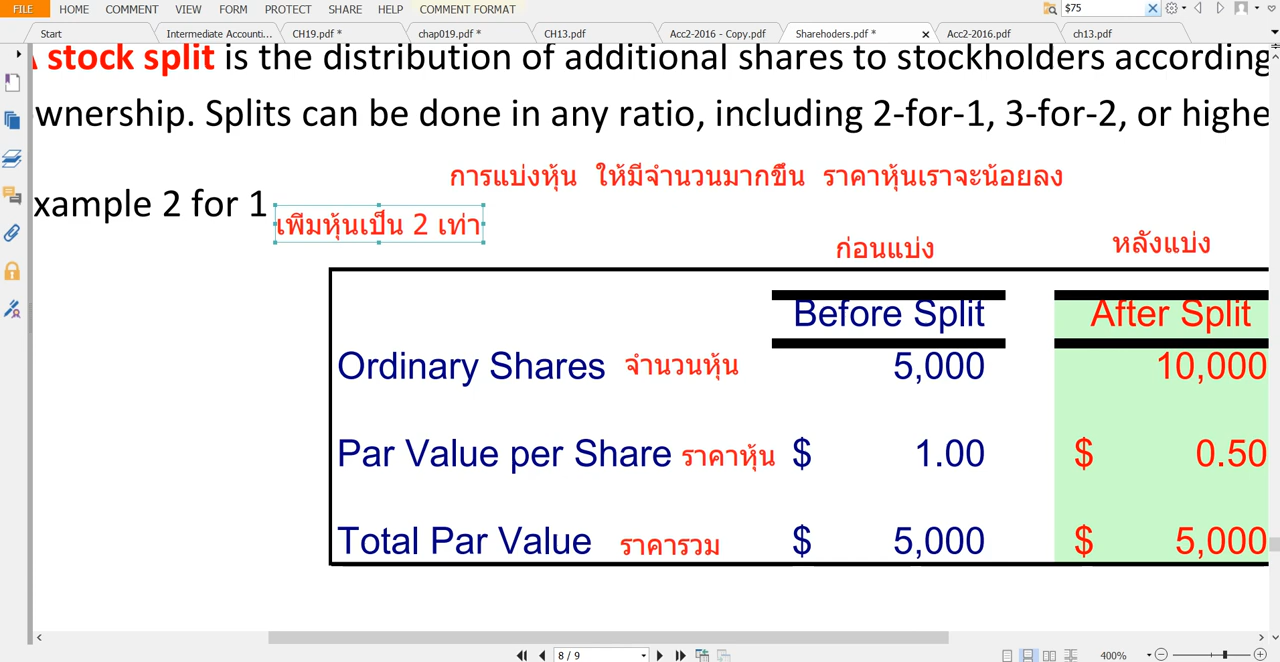 FILE HOME COMMENT VIEW FORM PROTECT SHARE HELP COMMENT FORMAT $75
Start Intermediate Accounti... CH19.pdf * chap019.pdf * CH13.pdf Acc2-2016 - Copy.pdf Sharehoders.pdf * Acc2-2016.pdf ch13.pdf
stock split is the distribution of additional shares to stockholders according
wnership. Splits can be done in any ratio, including 2-for-1, 3-for-2, or highe
การแบ่งหุ้น ให้มีจำนวนมากขึ้น ราคาหุ้นเราจะน้อยลง
xample 2 for 1 เพิ่มหุ้นเป็น 2 เท่า
ก่อนแบ่ง หลังแบ่ง
Before Split After Split
Ordinary Shares จำนวนหุ้น 5,000 10,000
Par Value per Share ราคาหุ้น $ 1.00 $ 0.50
Total Par Value ราคารวม $ 5,000 $ 5,000
8 / 9 400%